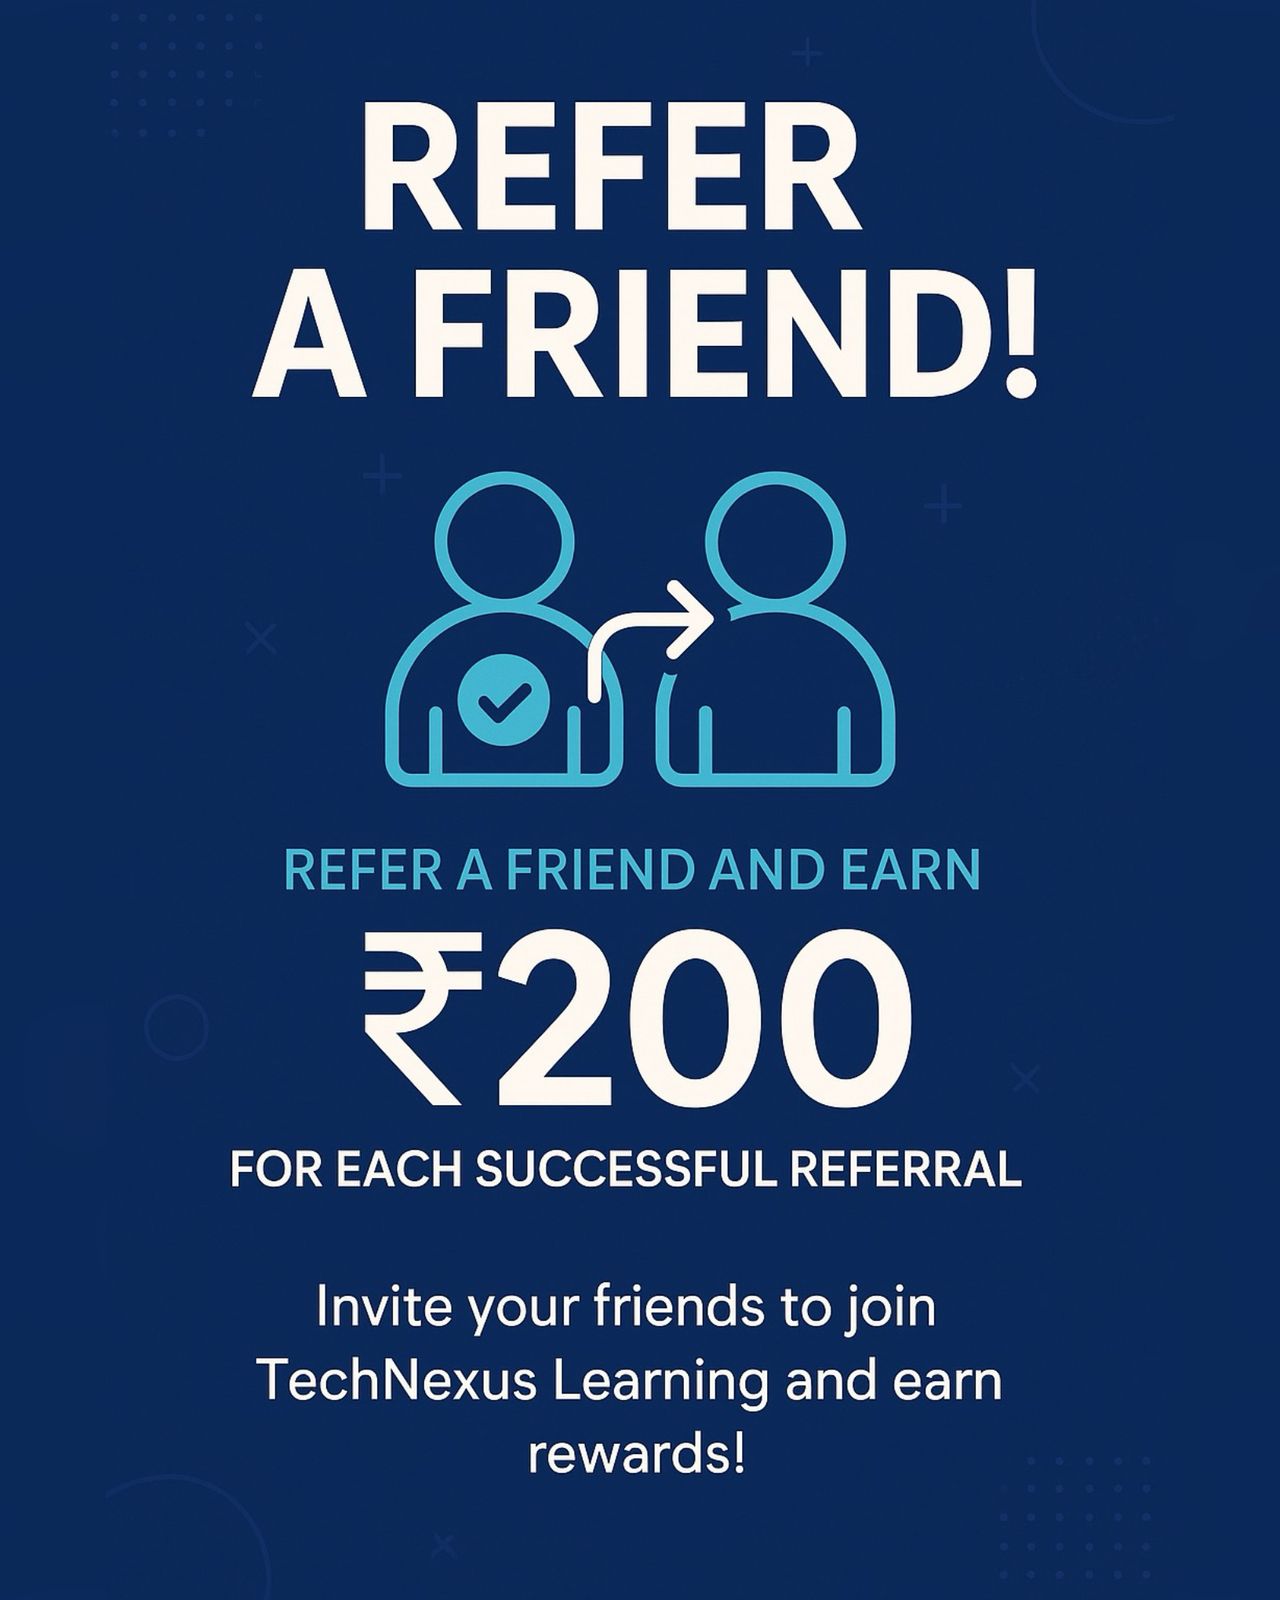 REFER
A FRIEND!
REFER A FRIEND AND EARN
₹200
FOR EACH SUCCESSFUL REFERRAL
Invite your friends to join
TechNexus Learning and earn
rewards!